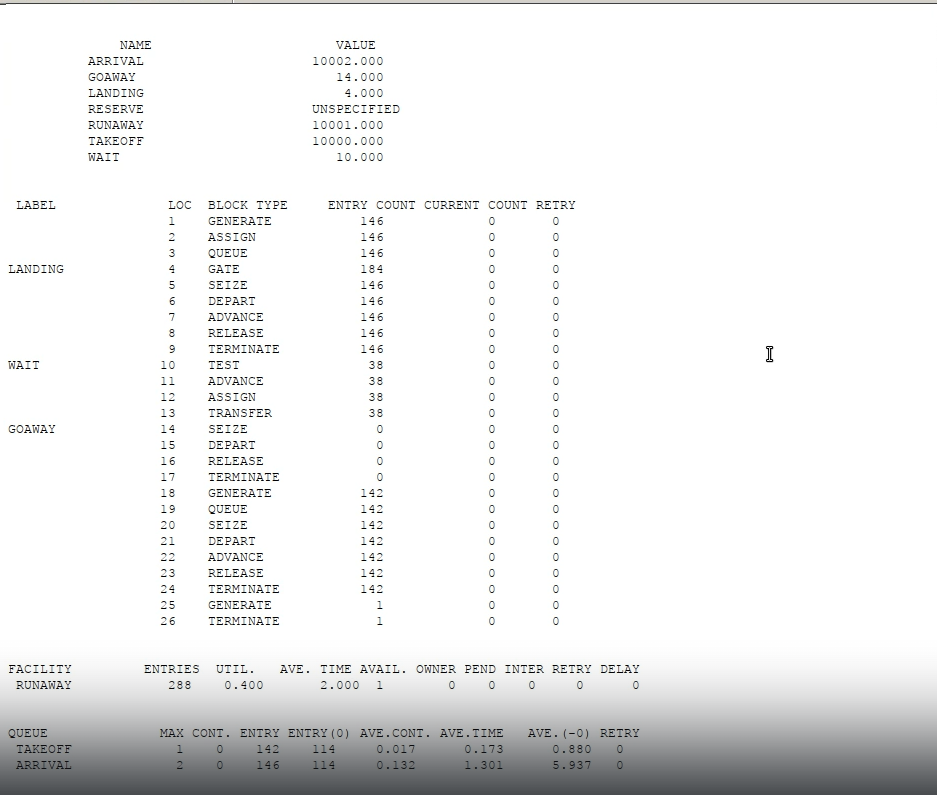 NAME VALUE
ARRIVAL 10002.000
GOAWAY 14.000
LANDING 4.000
RESERVE UNSPECIFIED
RUNAWAY 10001.000
TAKEOFF 10000.000
WAIT 10.000
LABEL LOC BLOCK TYPE ENTRY COUNT CURRENT COUNT RETRY
1 GENERATE 146 0 0
2 ASSIGN 146 0 0
3 QUEUE 146 0 0
LANDING 4 GATE 184 0 0
5 SEIZE 146 0 0
6 DEPART 146 0 0
7 ADVANCE 146 0 0
8 RELEASE 146 0 0
9 TERMINATE 146 0 0
WAIT 10 TEST 38 0 0
11 ADVANCE 38 0 0
12 ASSIGN 38 0 0
13 TRANSFER 38 0 0
GOAWAY 14 SEIZE 0 0 0
15 DEPART 0 0 0
16 RELEASE 0 0 0
17 TERMINATE 0 0 0
18 GENERATE 142 0 0
19 QUEUE 142 0 0
20 SEIZE 142 0 0
21 DEPART 142 0 0
22 ADVANCE 142 0 0
23 RELEASE 142 0 0
24 TERMINATE 142 0 0
25 GENERATE 1 0 0
26 TERMINATE 1 0 0
FACILITY ENTRIES UTIL. AVE. TIME AVAIL. OWNER PEND INTER RETRY DELAY
RUNAWAY 288 0.400 2.000 1 0 0 0 0 0
QUEUE MAX CONT. ENTRY ENTRY(0) AVE.CONT. AVE.TIME AVE.(-0) RETRY
TAKEOFF 1 0 142 114 0.017 0.173 0.880 0
ARRIVAL 2 0 146 114 0.132 1.301 5.937 0